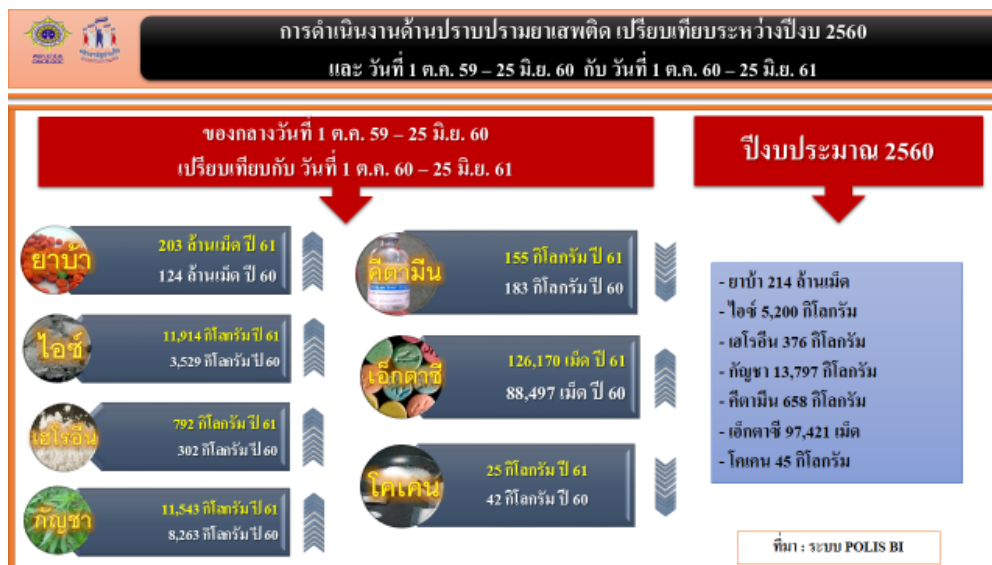 การดำเนินงานด้านปราบปรามยาเสพติด เปรียบเทียบระหว่างปีงบ 2560
และ วันที่ 1 ต.ค. 59 – 25 มิ.ย. 60 กับ วันที่ 1 ต.ค. 60 – 25 มิ.ย. 61
ของกลางวันที่ 1 ต.ค. 59 – 25 มิ.ย. 60
เปรียบเทียบกับ วันที่ 1 ต.ค. 60 – 25 มิ.ย. 61
ยาบ้า
203 ล้านเม็ด ปี 61
124 ล้านเม็ด ปี 60
ไอซ์
11,914 กิโลกรัม ปี 61
3,529 กิโลกรัม ปี 60
เฮโรอีน
792 กิโลกรัม ปี 61
302 กิโลกรัม ปี 60
กัญชา
11,543 กิโลกรัม ปี 61
8,263 กิโลกรัม ปี 60
คีตามีน
155 กิโลกรัม ปี 61
183 กิโลกรัม ปี 60
เอ็กตาซี
126,170 เม็ด ปี 61
88,497 เม็ด ปี 60
โคเคน
25 กิโลกรัม ปี 61
42 กิโลกรัม ปี 60
ปีงบประมาณ 2560
- ยาบ้า 214 ล้านเม็ด
- ไอซ์ 5,200 กิโลกรัม
- เฮโรอีน 376 กิโลกรัม
- กัญชา 13,797 กิโลกรัม
- คีตามีน 658 กิโลกรัม
- เอ็กตาซี 97,421 เม็ด
- โคเคน 45 กิโลกรัม
ที่มา : ระบบ POLIS BI